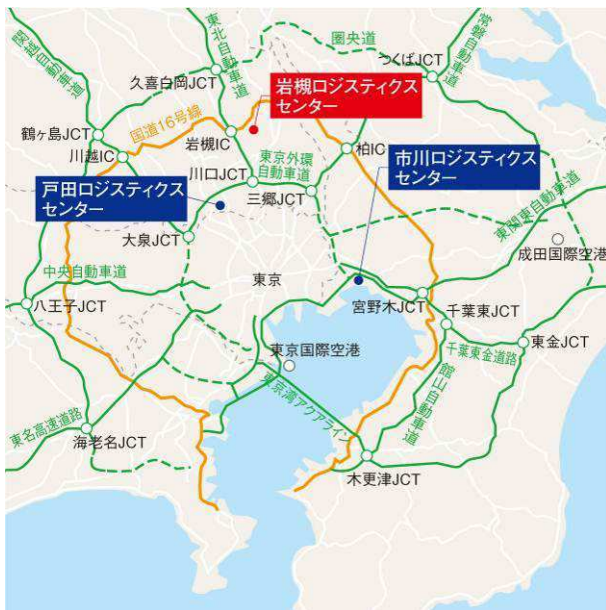 関越自動車道
東北自動車道
圏央道
つくばJCT
常磐自動車道
久喜白岡JCT
岩槻ロジスティクス
センター
鶴ヶ島JCT
国道16号線
川越IC
岩槻IC
柏IC
川口JCT
東京外環
自動車道
市川ロジスティクス
センター
戸田ロジスティクス
センター
三郷JCT
東関東自動車道
大泉JCT
成田国際空港
中央自動車道
東京
八王子JCT
宮野木JCT
千葉東JCT
東京国際空港
千葉東金道路
東金JCT
東京湾アクアライン
館山自動車道
東名高速道路
海老名JCT
木更津JCT